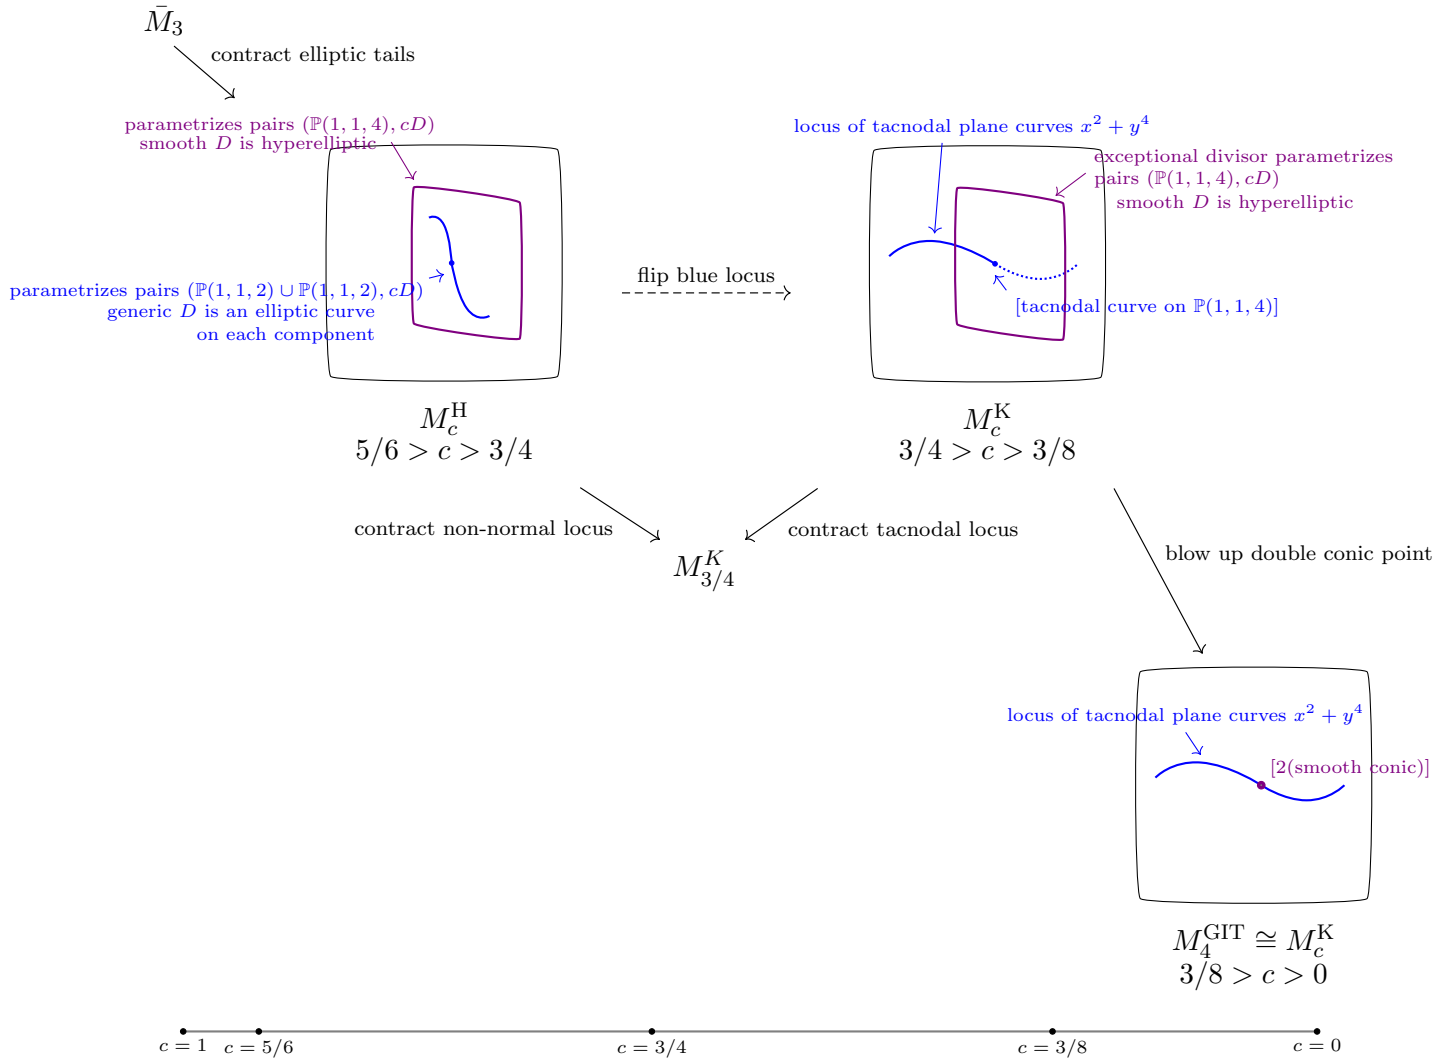 M̄₃
contract elliptic tails
parametrizes pairs (ℙ(1, 1, 4), cD)
smooth D is hyperelliptic
locus of tacnodal plane curves x² + y⁴
exceptional divisor parametrizes
pairs (ℙ(1, 1, 4), cD)
smooth D is hyperelliptic
parametrizes pairs (ℙ(1, 1, 2) ∪ ℙ(1, 1, 2), cD)
generic D is an elliptic curve
on each component
flip blue locus
[tacnodal curve on ℙ(1, 1, 4)]
M_c^H
5/6 > c > 3/4
M_c^K
3/4 > c > 3/8
contract non-normal locus
contract tacnodal locus
M_{3/4}^K
blow up double conic point
locus of tacnodal plane curves x² + y⁴
[2(smooth conic)]
M_4^{GIT} ≅ M_c^K
3/8 > c > 0
c = 1
c = 5/6
c = 3/4
c = 3/8
c = 0